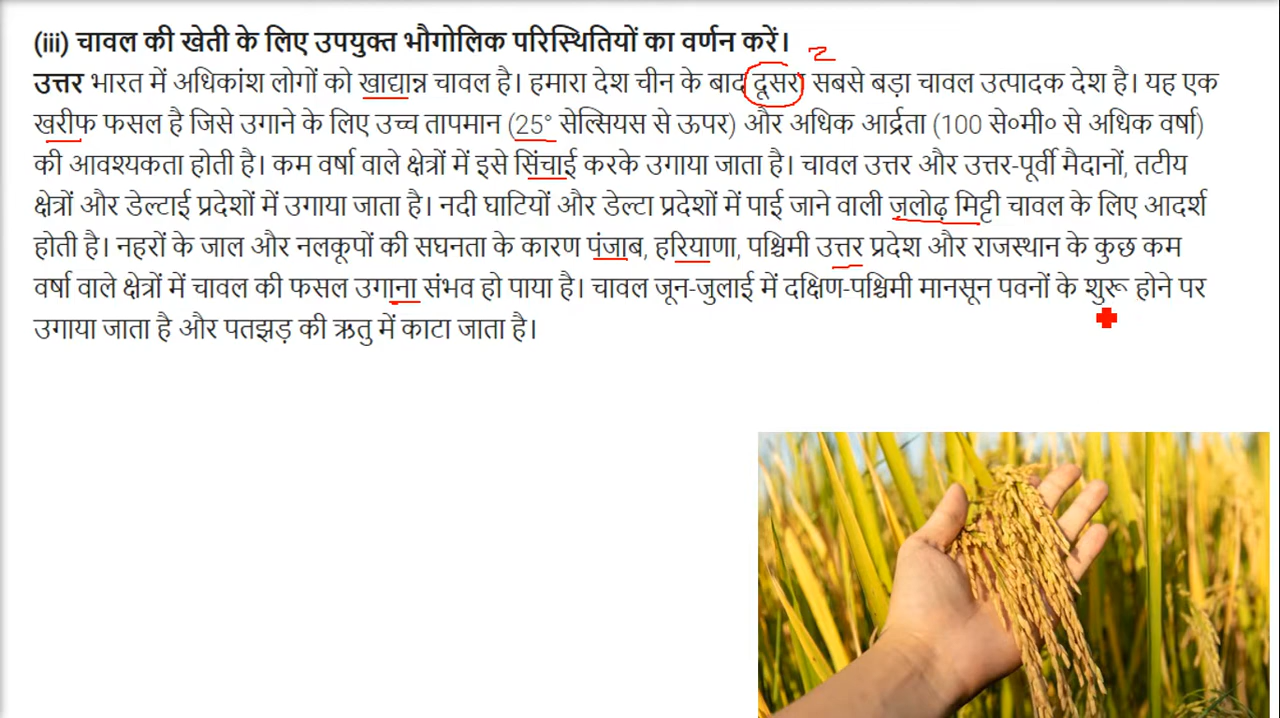 (iii) चावल की खेती के लिए उपयुक्त भौगोलिक परिस्थितियों का वर्णन करें।
2
उत्तर भारत में अधिकांश लोगों को खाद्यान्न चावल है। हमारा देश चीन के बाद दूसरा सबसे बड़ा चावल उत्पादक देश है। यह एक
खरीफ फसल है जिसे उगाने के लिए उच्च तापमान (25° सेल्सियस से ऊपर) और अधिक आर्द्रता (100 से०मी० से अधिक वर्षा)
की आवश्यकता होती है। कम वर्षा वाले क्षेत्रों में इसे सिंचाई करके उगाया जाता है। चावल उत्तर और उत्तर-पूर्वी मैदानों, तटीय
क्षेत्रों और डेल्टाई प्रदेशों में उगाया जाता है। नदी घाटियों और डेल्टा प्रदेशों में पाई जाने वाली जलोढ़ मिट्टी चावल के लिए आदर्श
होती है। नहरों के जाल और नलकूपों की सघनता के कारण पंजाब, हरियाणा, पश्चिमी उत्तर प्रदेश और राजस्थान के कुछ कम
वर्षा वाले क्षेत्रों में चावल की फसल उगाना संभव हो पाया है। चावल जून-जुलाई में दक्षिण-पश्चिमी मानसून पवनों के शुरू होने पर
उगाया जाता है और पतझड़ की ऋतु में काटा जाता है।